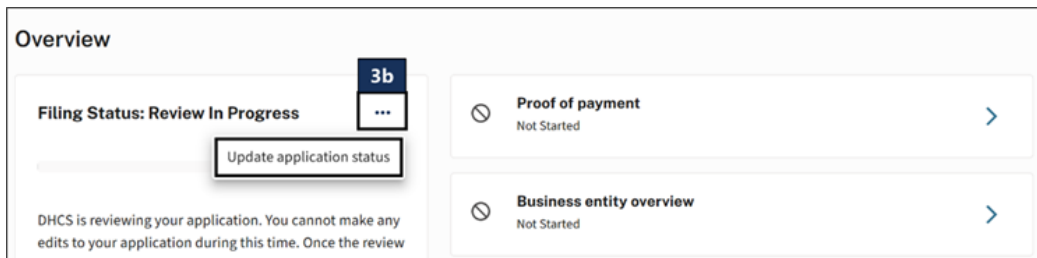 Overview
3b
Filing Status: Review In Progress
...
Update application status
DHCS is reviewing your application. You cannot make any
edits to your application during this time. Once the review
Proof of payment
Not Started
Business entity overview
Not Started